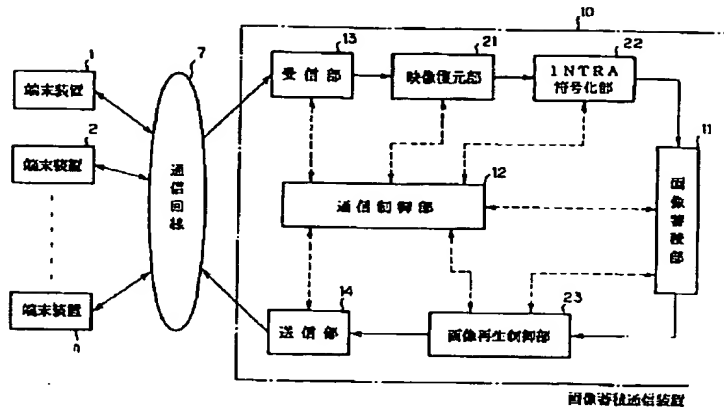 10
1
端末装置
2
端末装置
端末装置
n
7
通信回線
13
受信部
21
映像復元部
22
INTRA
符号化部
11
画像蓄積部
12
通信制御部
14
送信部
23
画像再生制御部
画像蓄積通信装置